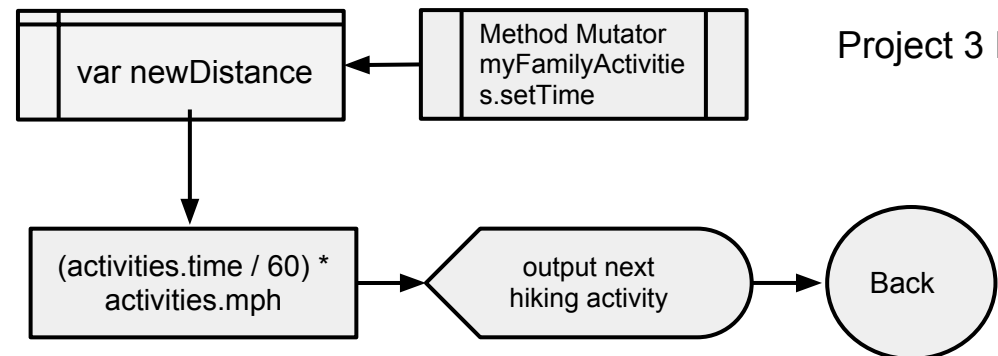 var newDistance
Method Mutator
myFamilyActivitie
s.setTime
Project 3
(activities.time / 60) *
activities.mph
output next
hiking activity
Back